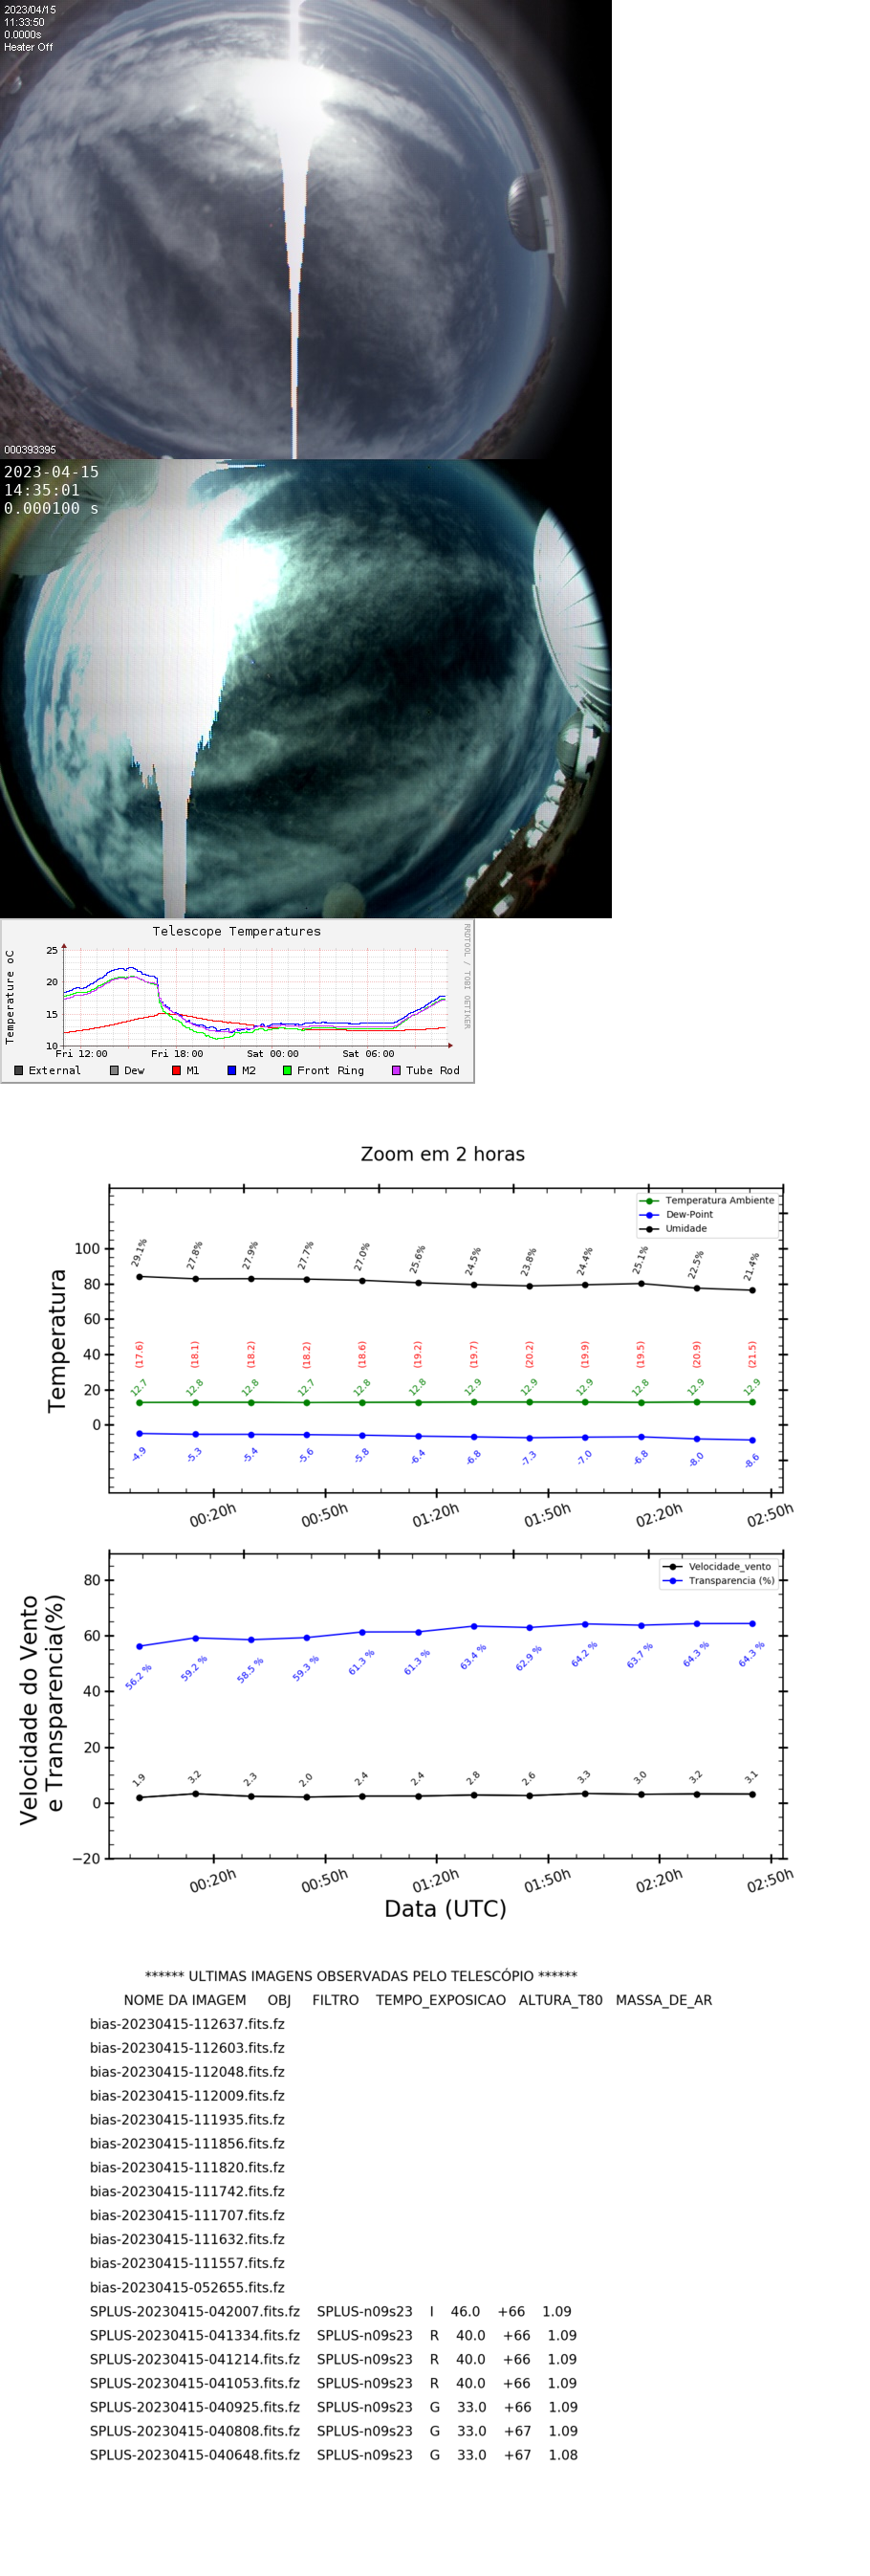 2023/04/15
11:33:50
0.0000s
Heater Off
000393395
2023-04-15
14:35:01
0.000100 s
Telescope Temperatures
RRDTOOL / TOBI OETIKER
Temperature oC
25
20
15
10
Fri 12:00 Fri 18:00 Sat 00:00 Sat 06:00
External Dew M1 M2 Front Ring Tube Rod
Zoom em 2 horas
Temperatura Ambiente
Dew-Point
Umidade
Temperatura
100
80
60
40
20
0
29.1% 27.8% 27.9% 27.7% 27.0% 25.6% 24.5% 23.8% 24.4% 25.1% 22.5% 21.4%
(17.6) (18.1) (18.2) (18.2) (18.6) (19.2) (19.7) (20.2) (19.9) (19.5) (20.9) (21.5)
12.7 12.8 12.8 12.7 12.8 12.8 12.9 12.9 12.9 12.8 12.9 12.9
-4.9 -5.3 -5.4 -5.6 -5.8 -6.4 -6.8 -7.3 -7.0 -6.8 -8.0 -8.6
00:20h 00:50h 01:20h 01:50h 02:20h 02:50h
Velocidade_vento
Transparencia (%)
Velocidade do Vento
e Transparencia(%)
80
60
40
20
0
−20
56.2 % 59.2 % 58.5 % 59.3 % 61.3 % 61.3 % 63.4 % 62.9 % 64.2 % 63.7 % 64.3 % 64.3 %
1.9 3.2 2.3 2.0 2.4 2.4 2.8 2.6 3.3 3.0 3.2 3.1
00:20h 00:50h 01:20h 01:50h 02:20h 02:50h
Data (UTC)
****** ULTIMAS IMAGENS OBSERVADAS PELO TELESCÓPIO ******
NOME DA IMAGEM OBJ FILTRO TEMPO_EXPOSICAO ALTURA_T80 MASSA_DE_AR
bias-20230415-112637.fits.fz
bias-20230415-112603.fits.fz
bias-20230415-112048.fits.fz
bias-20230415-112009.fits.fz
bias-20230415-111935.fits.fz
bias-20230415-111856.fits.fz
bias-20230415-111820.fits.fz
bias-20230415-111742.fits.fz
bias-20230415-111707.fits.fz
bias-20230415-111632.fits.fz
bias-20230415-111557.fits.fz
bias-20230415-052655.fits.fz
SPLUS-20230415-042007.fits.fz SPLUS-n09s23 I 46.0 +66 1.09
SPLUS-20230415-041334.fits.fz SPLUS-n09s23 R 40.0 +66 1.09
SPLUS-20230415-041214.fits.fz SPLUS-n09s23 R 40.0 +66 1.09
SPLUS-20230415-041053.fits.fz SPLUS-n09s23 R 40.0 +66 1.09
SPLUS-20230415-040925.fits.fz SPLUS-n09s23 G 33.0 +66 1.09
SPLUS-20230415-040808.fits.fz SPLUS-n09s23 G 33.0 +67 1.09
SPLUS-20230415-040648.fits.fz SPLUS-n09s23 G 33.0 +67 1.08